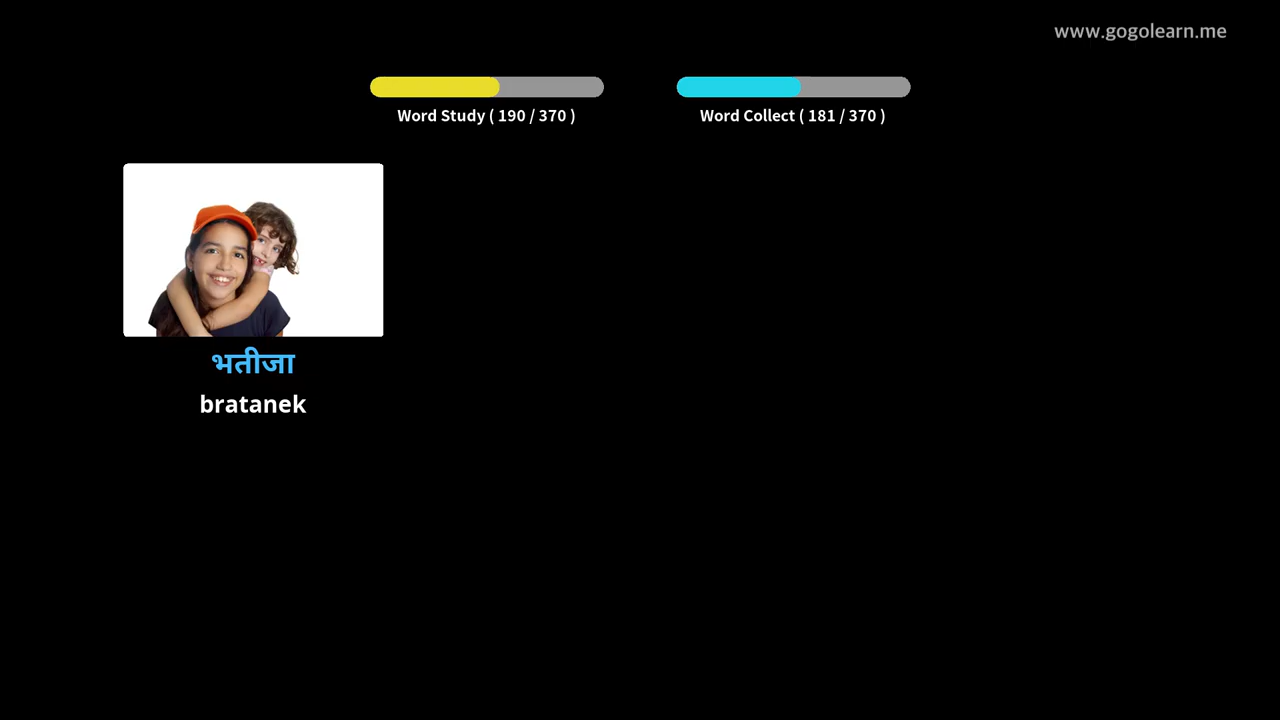 www.gogolearn.me
Word Study ( 190 / 370 )
Word Collect ( 181 / 370 )
भतीजा
bratanek